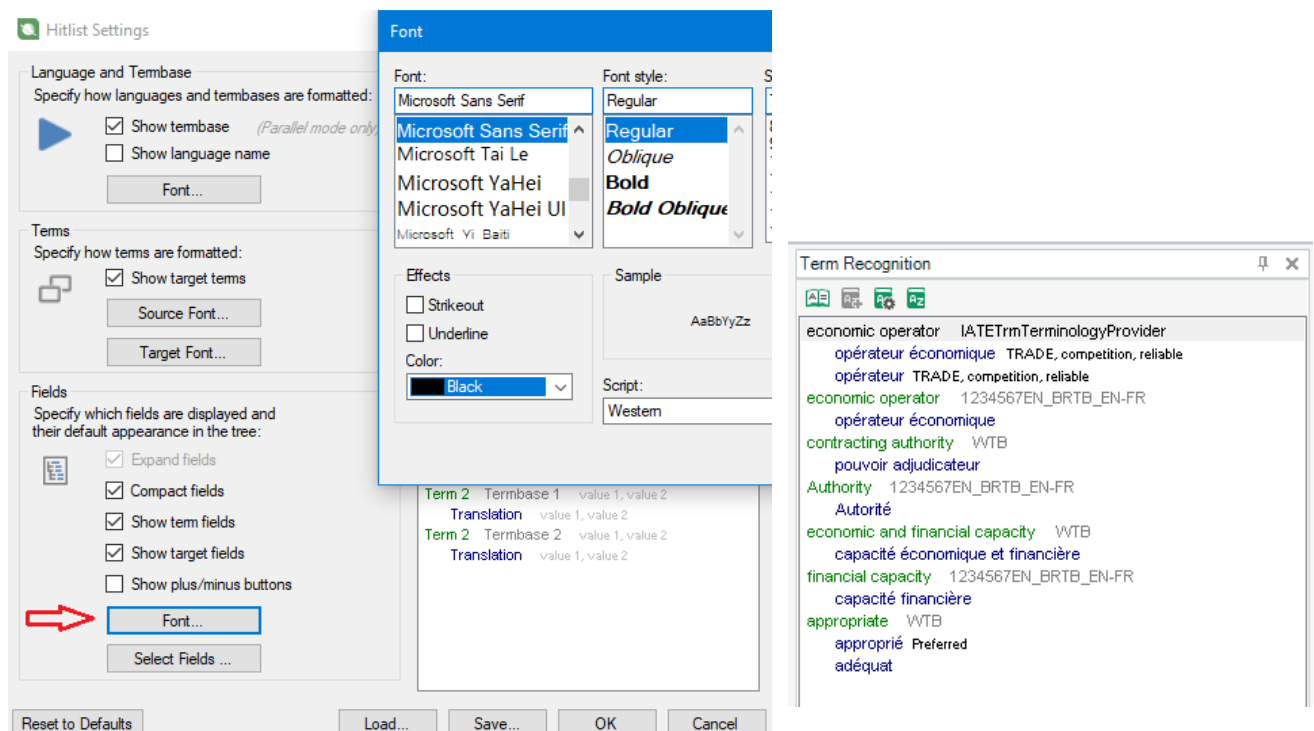 Hitlist Settings
Language and Termbase
Specify how languages and termbases are formatted:
Show termbase (Parallel mode only
Show language name
Font...
Terms
Specify how terms are formatted:
Show target terms
Source Font...
Target Font...
Fields
Specify which fields are displayed and
their default appearance in the tree:
Expand fields
Compact fields
Show term fields
Show target fields
Show plus/minus buttons
Font...
Select Fields ...
Reset to Defaults
Load...
Save...
OK
Cancel
Term 2 Termbase 1 value 1, value 2
Translation value 1, value 2
Term 2 Termbase 2 value 1, value 2
Translation value 1, value 2
Font
Font:
Microsoft Sans Serif
Microsoft Sans Serif
Microsoft Tai Le
Microsoft YaHei
Microsoft YaHei UI
Microsoft Yi Baiti
Font style:
Regular
Regular
Oblique
Bold
Bold Oblique
S
Effects
Strikeout
Underline
Color:
Black
Sample
AaBbYyZz
Script:
Western
Term Recognition
economic operator IATETrmTerminologyProvider
opérateur économique TRADE, competition, reliable
opérateur TRADE, competition, reliable
economic operator 1234567EN_BRTB_EN-FR
opérateur économique
contracting authority WTB
pouvoir adjudicateur
Authority 1234567EN_BRTB_EN-FR
Autorité
economic and financial capacity WTB
capacité économique et financière
financial capacity 1234567EN_BRTB_EN-FR
capacité financière
appropriate WTB
approprié Preferred
adéquat